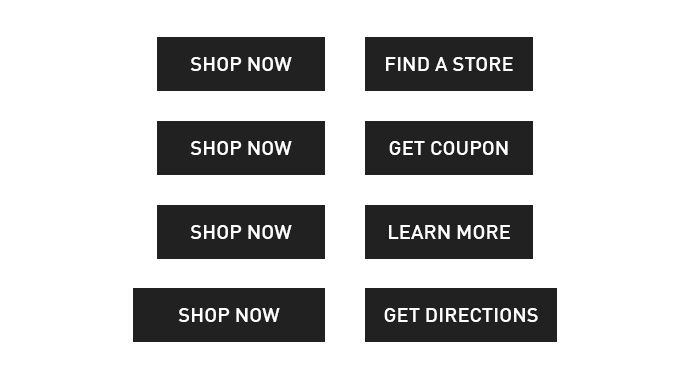 SHOP NOW FIND A STORE
SHOP NOW GET COUPON
SHOP NOW LEARN MORE
SHOP NOW GET DIRECTIONS